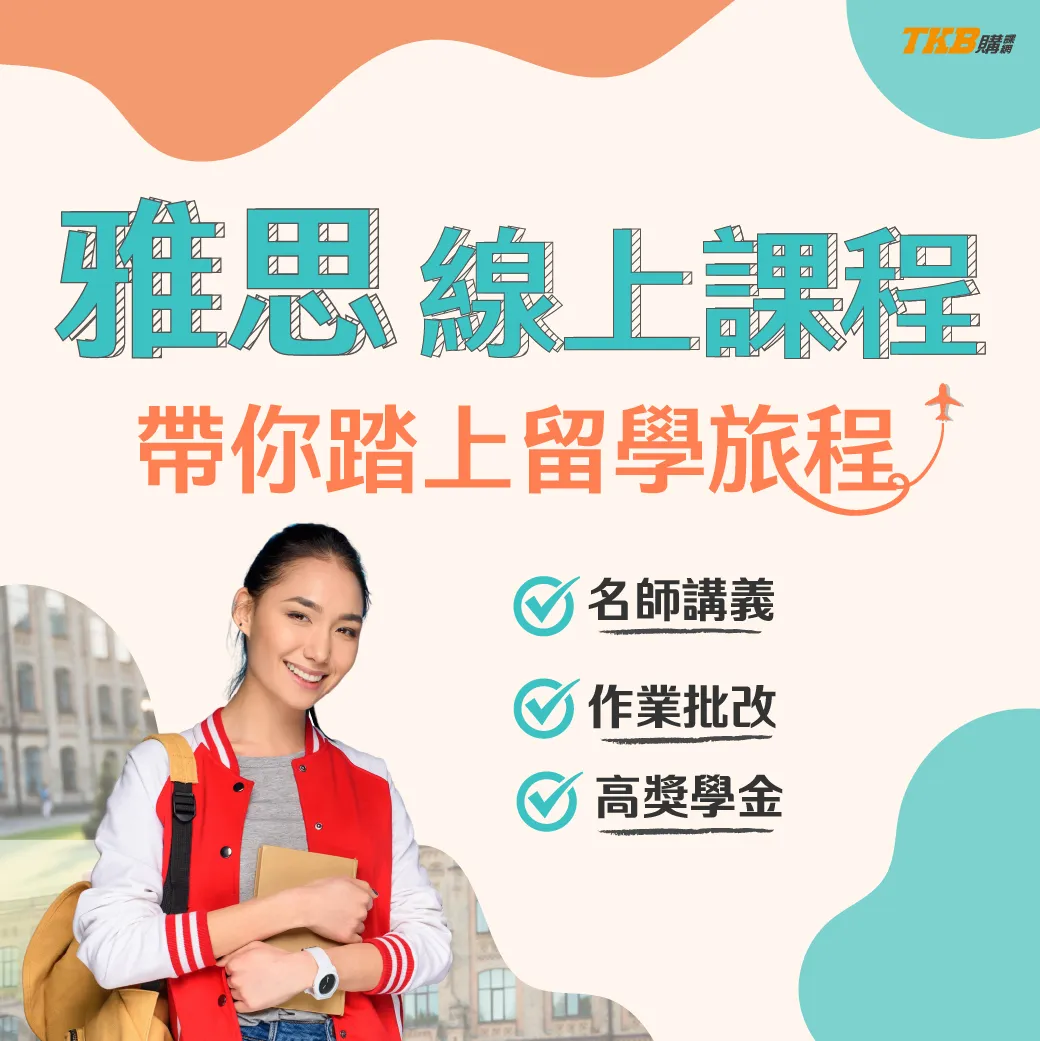 TKB購課網
雅思線上課程
帶你踏上留學旅程
名師講義
作業批改
高獎學金